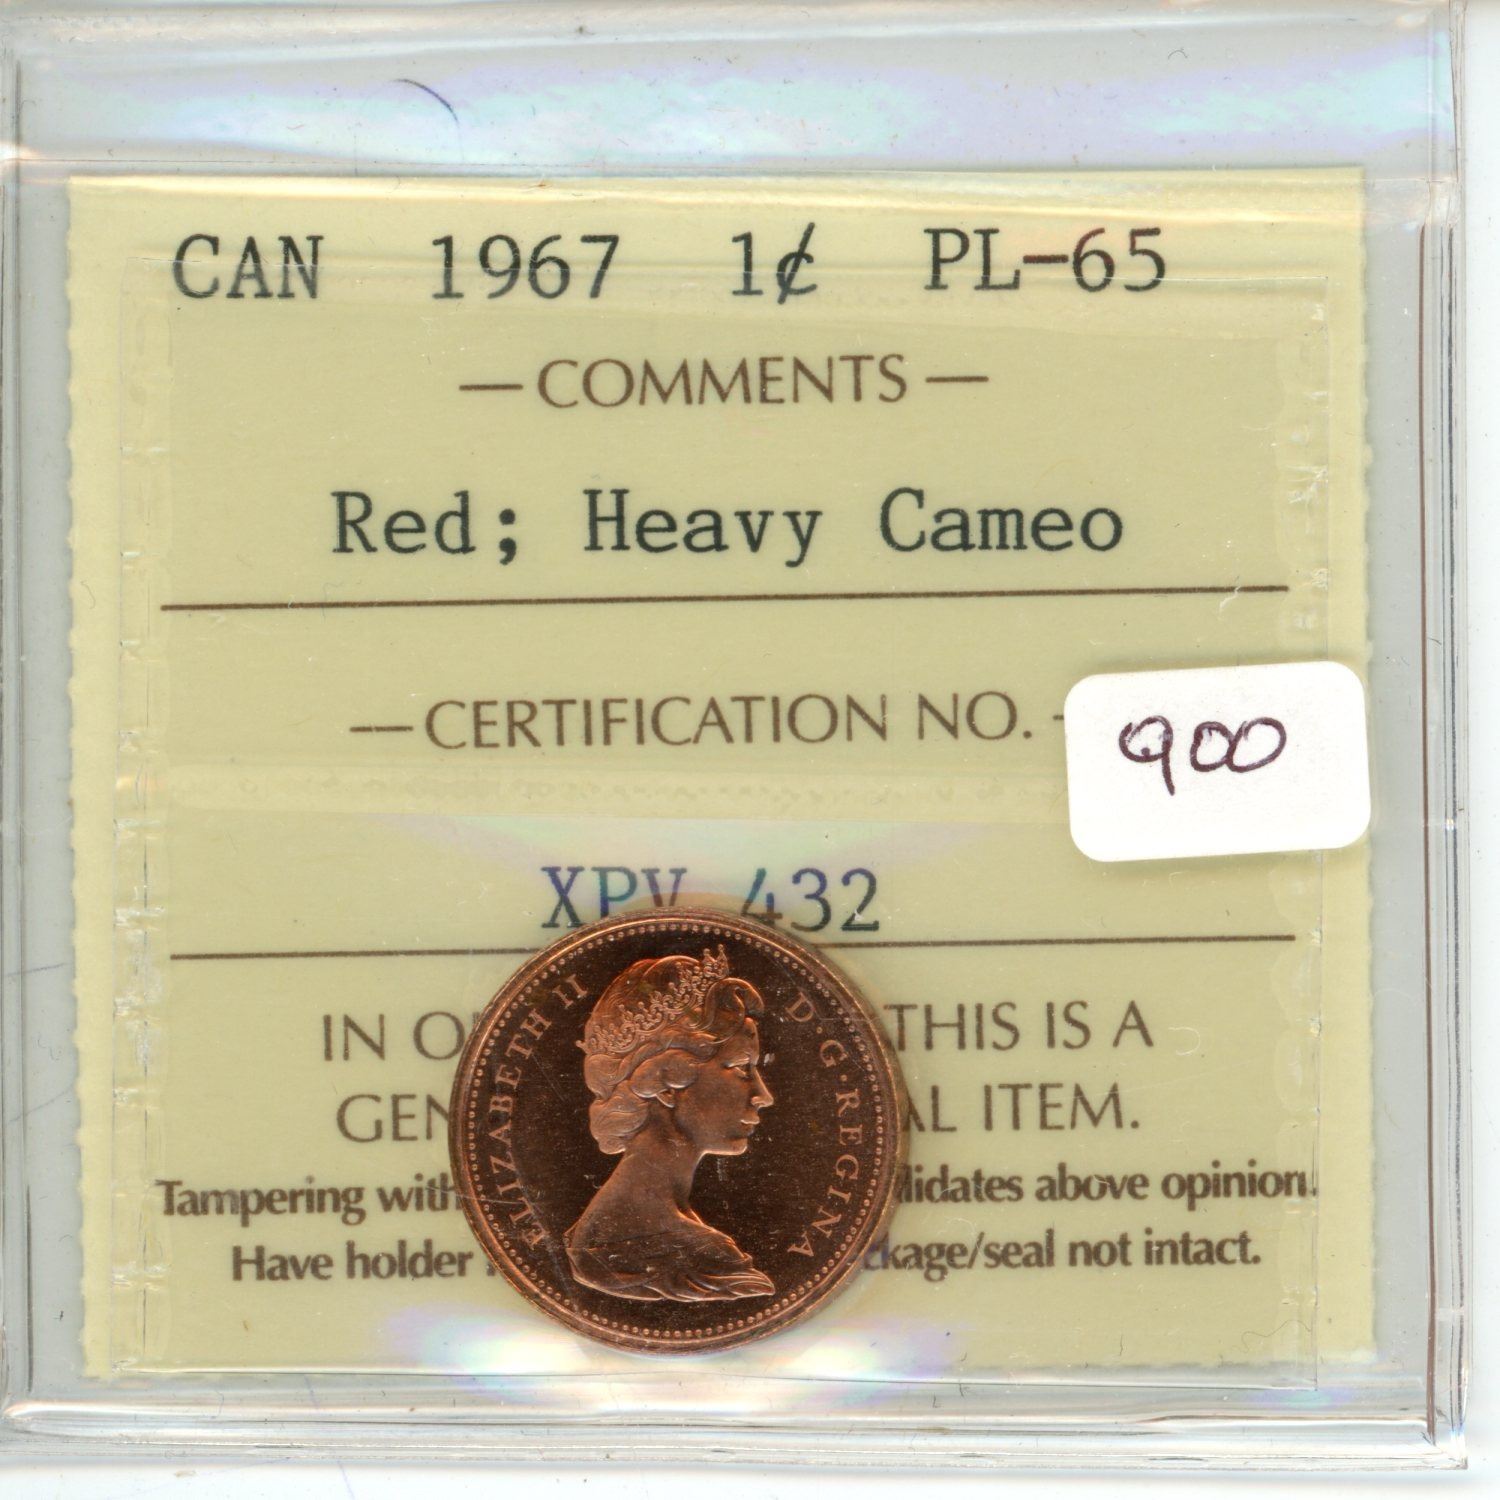 CAN 1967 1¢ PL-65
— COMMENTS —
Red; Heavy Cameo
— CERTIFICATION NO. -
900
XPV 432
IN O THIS IS A
GEN AL ITEM.
Tampering with lidates above opinion.
Have holder ckage/seal not intact.
ELIZABETH II D·G·REGINA